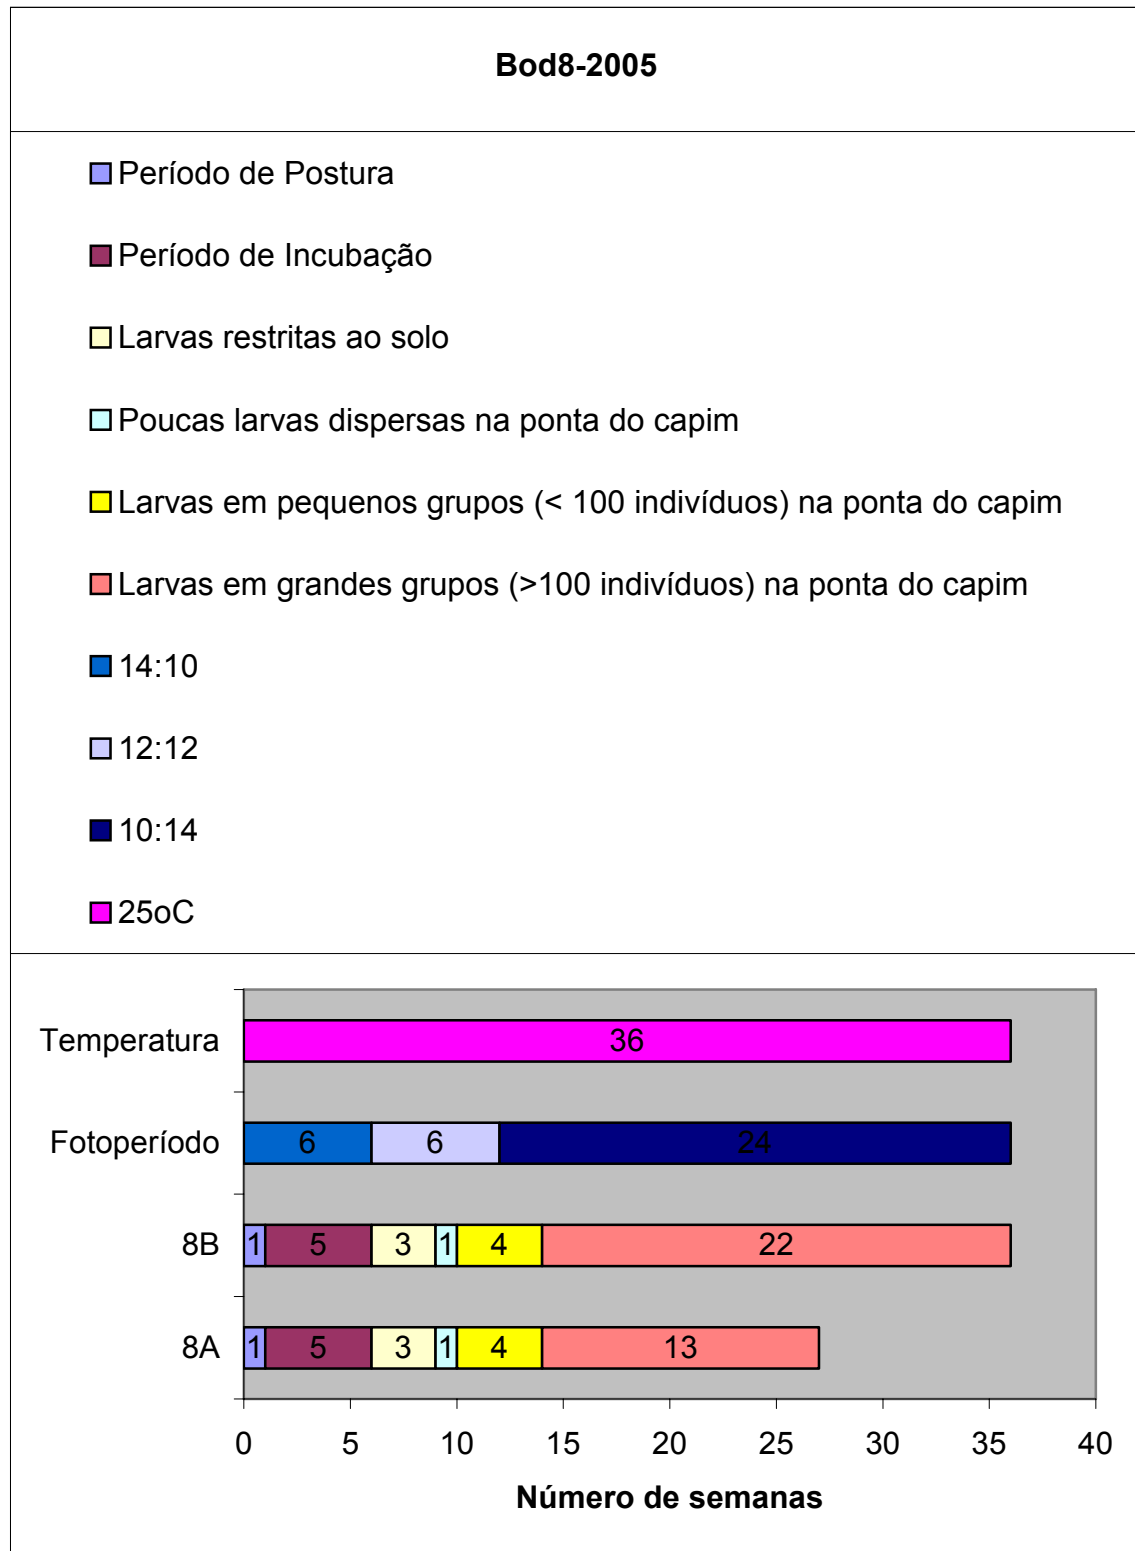 Bod8-2005
Período de Postura
Período de Incubação
Larvas restritas ao solo
Poucas larvas dispersas na ponta do capim
Larvas em pequenos grupos (< 100 indivíduos) na ponta do capim
Larvas em grandes grupos (>100 indivíduos) na ponta do capim
14:10
12:12
10:14
25oC
Temperatura 36
Fotoperíodo 6 6 24
8B 1 5 3 1 4 22
8A 1 5 3 1 4 13
0 5 10 15 20 25 30 35 40
Número de semanas